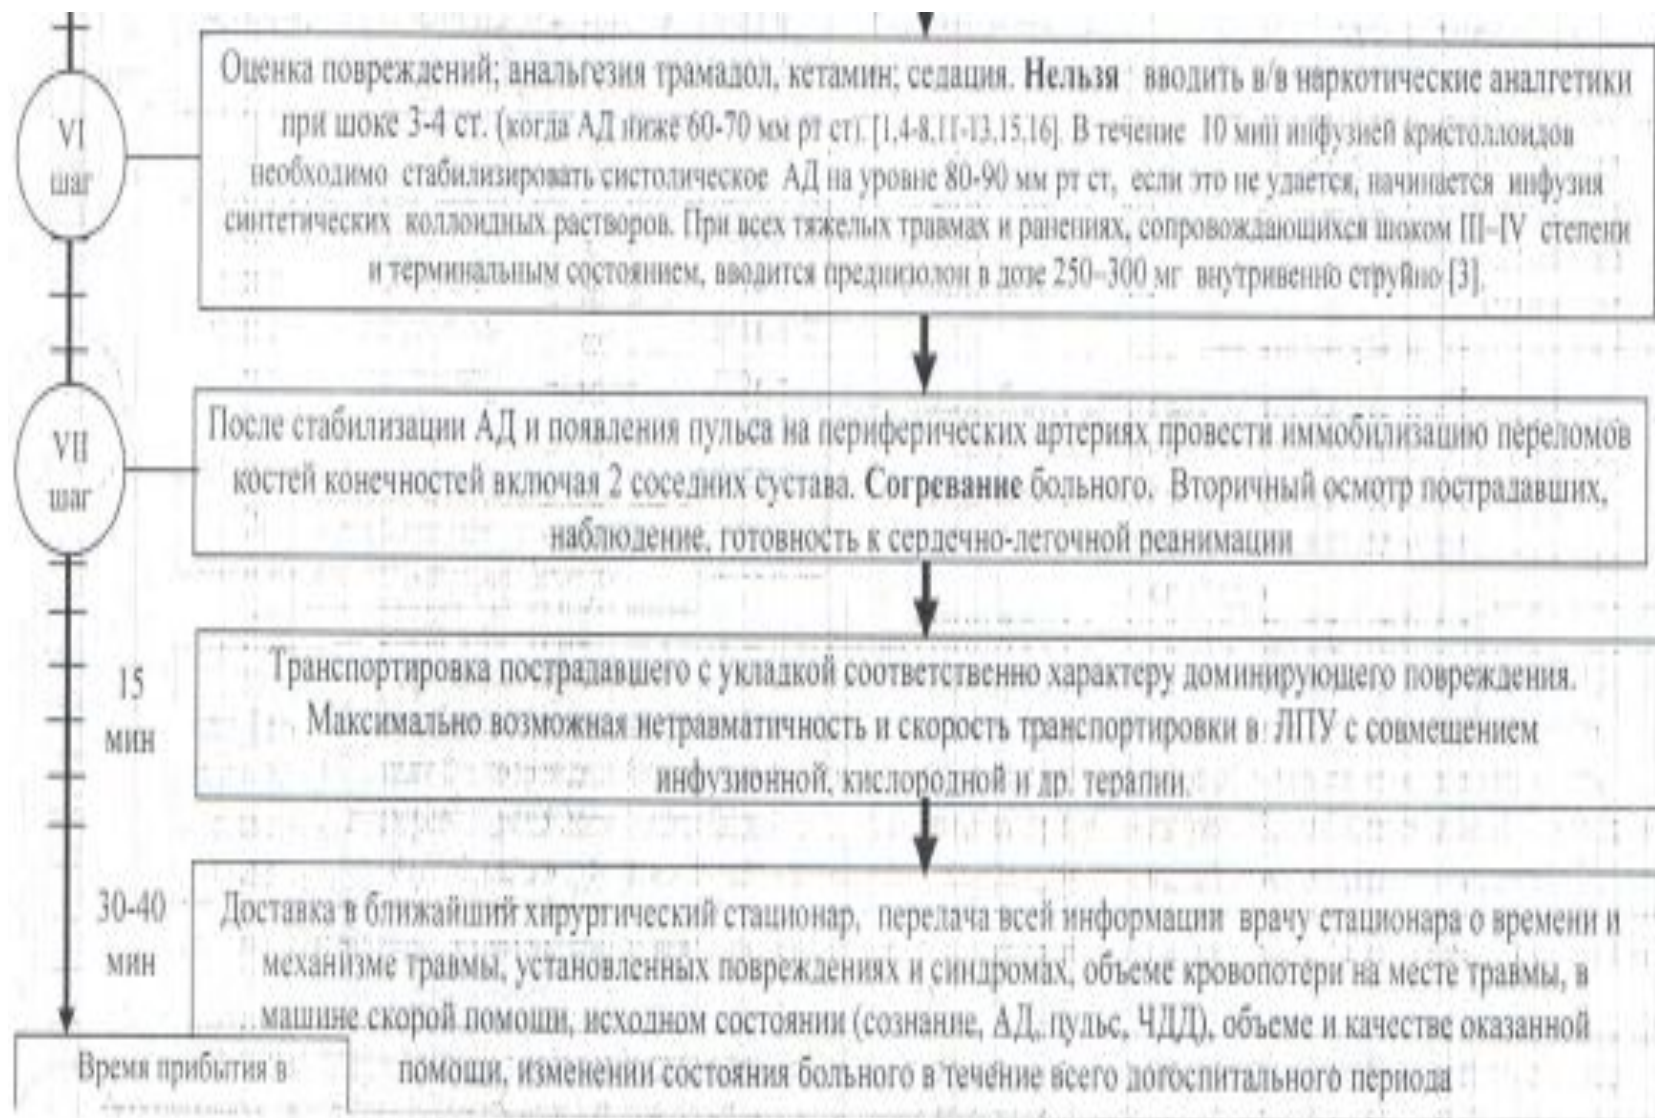 VI
шаг
Оценка повреждений; анальгезия трамадол, кетамин; седация. Нельзя вводить в/в наркотические аналгетики
при шоке 3-4 ст. (когда АД ниже 60-70 мм рт ст). [1,4-8,11-13,15,16]. В течение 10 мин инфузией кристоллоидов
необходимо стабилизировать систолическое АД на уровне 80-90 мм рт ст, если это не удается, начинается инфузия
синтетических коллоидных растворов. При всех тяжелых травмах и ранениях, сопровождающихся шоком III–IV степени
и терминальным состоянием, вводится преднизолон в дозе 250–300 мг внутривенно струйно [3].
VII
шаг
После стабилизации АД и появления пульса на периферических артериях провести иммобилизацию переломов
костей конечностей включая 2 соседних сустава. Согревание больного. Вторичный осмотр пострадавших,
наблюдение, готовность к сердечно-легочной реанимации
15
мин
Транспортировка пострадавшего с укладкой соответственно характеру доминирующего повреждения.
Максимально возможная нетравматичность и скорость транспортировки в ЛПУ с совмещением
инфузионной, кислородной и др. терапии.
30-40
мин
Доставка в ближайший хирургический стационар, передача всей информации врачу стационара о времени и
механизме травмы, установленных повреждениях и синдромах, объеме кровопотери на месте травмы, в
машине скорой помощи, исходном состоянии (сознание, АД, пульс, ЧДД), объеме и качестве оказанной
помощи, изменении состояния больного в течение всего догоспитального периода
Время прибытия в